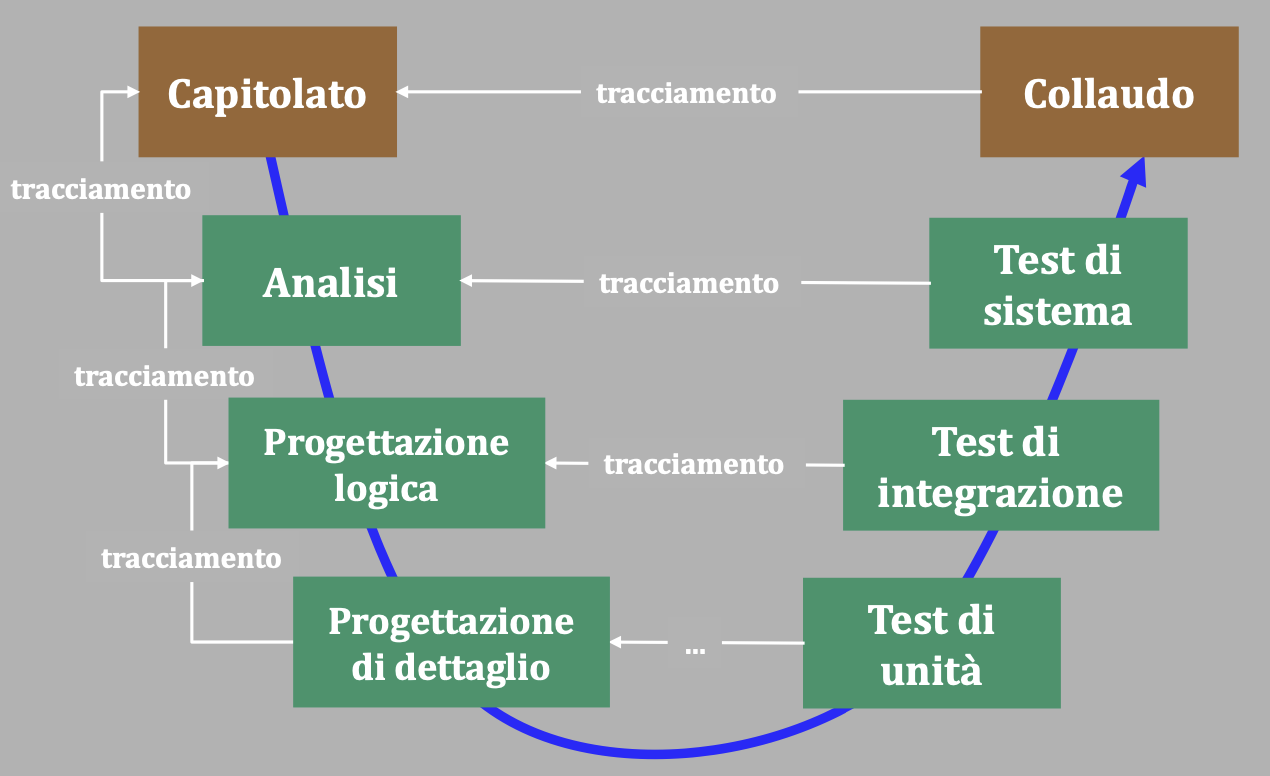 Capitolato
tracciamento
Collaudo
tracciamento
Analisi
tracciamento
Test di
sistema
tracciamento
Progettazione
logica
tracciamento
Test di
integrazione
tracciamento
Progettazione
di dettaglio
...
Test di
unità